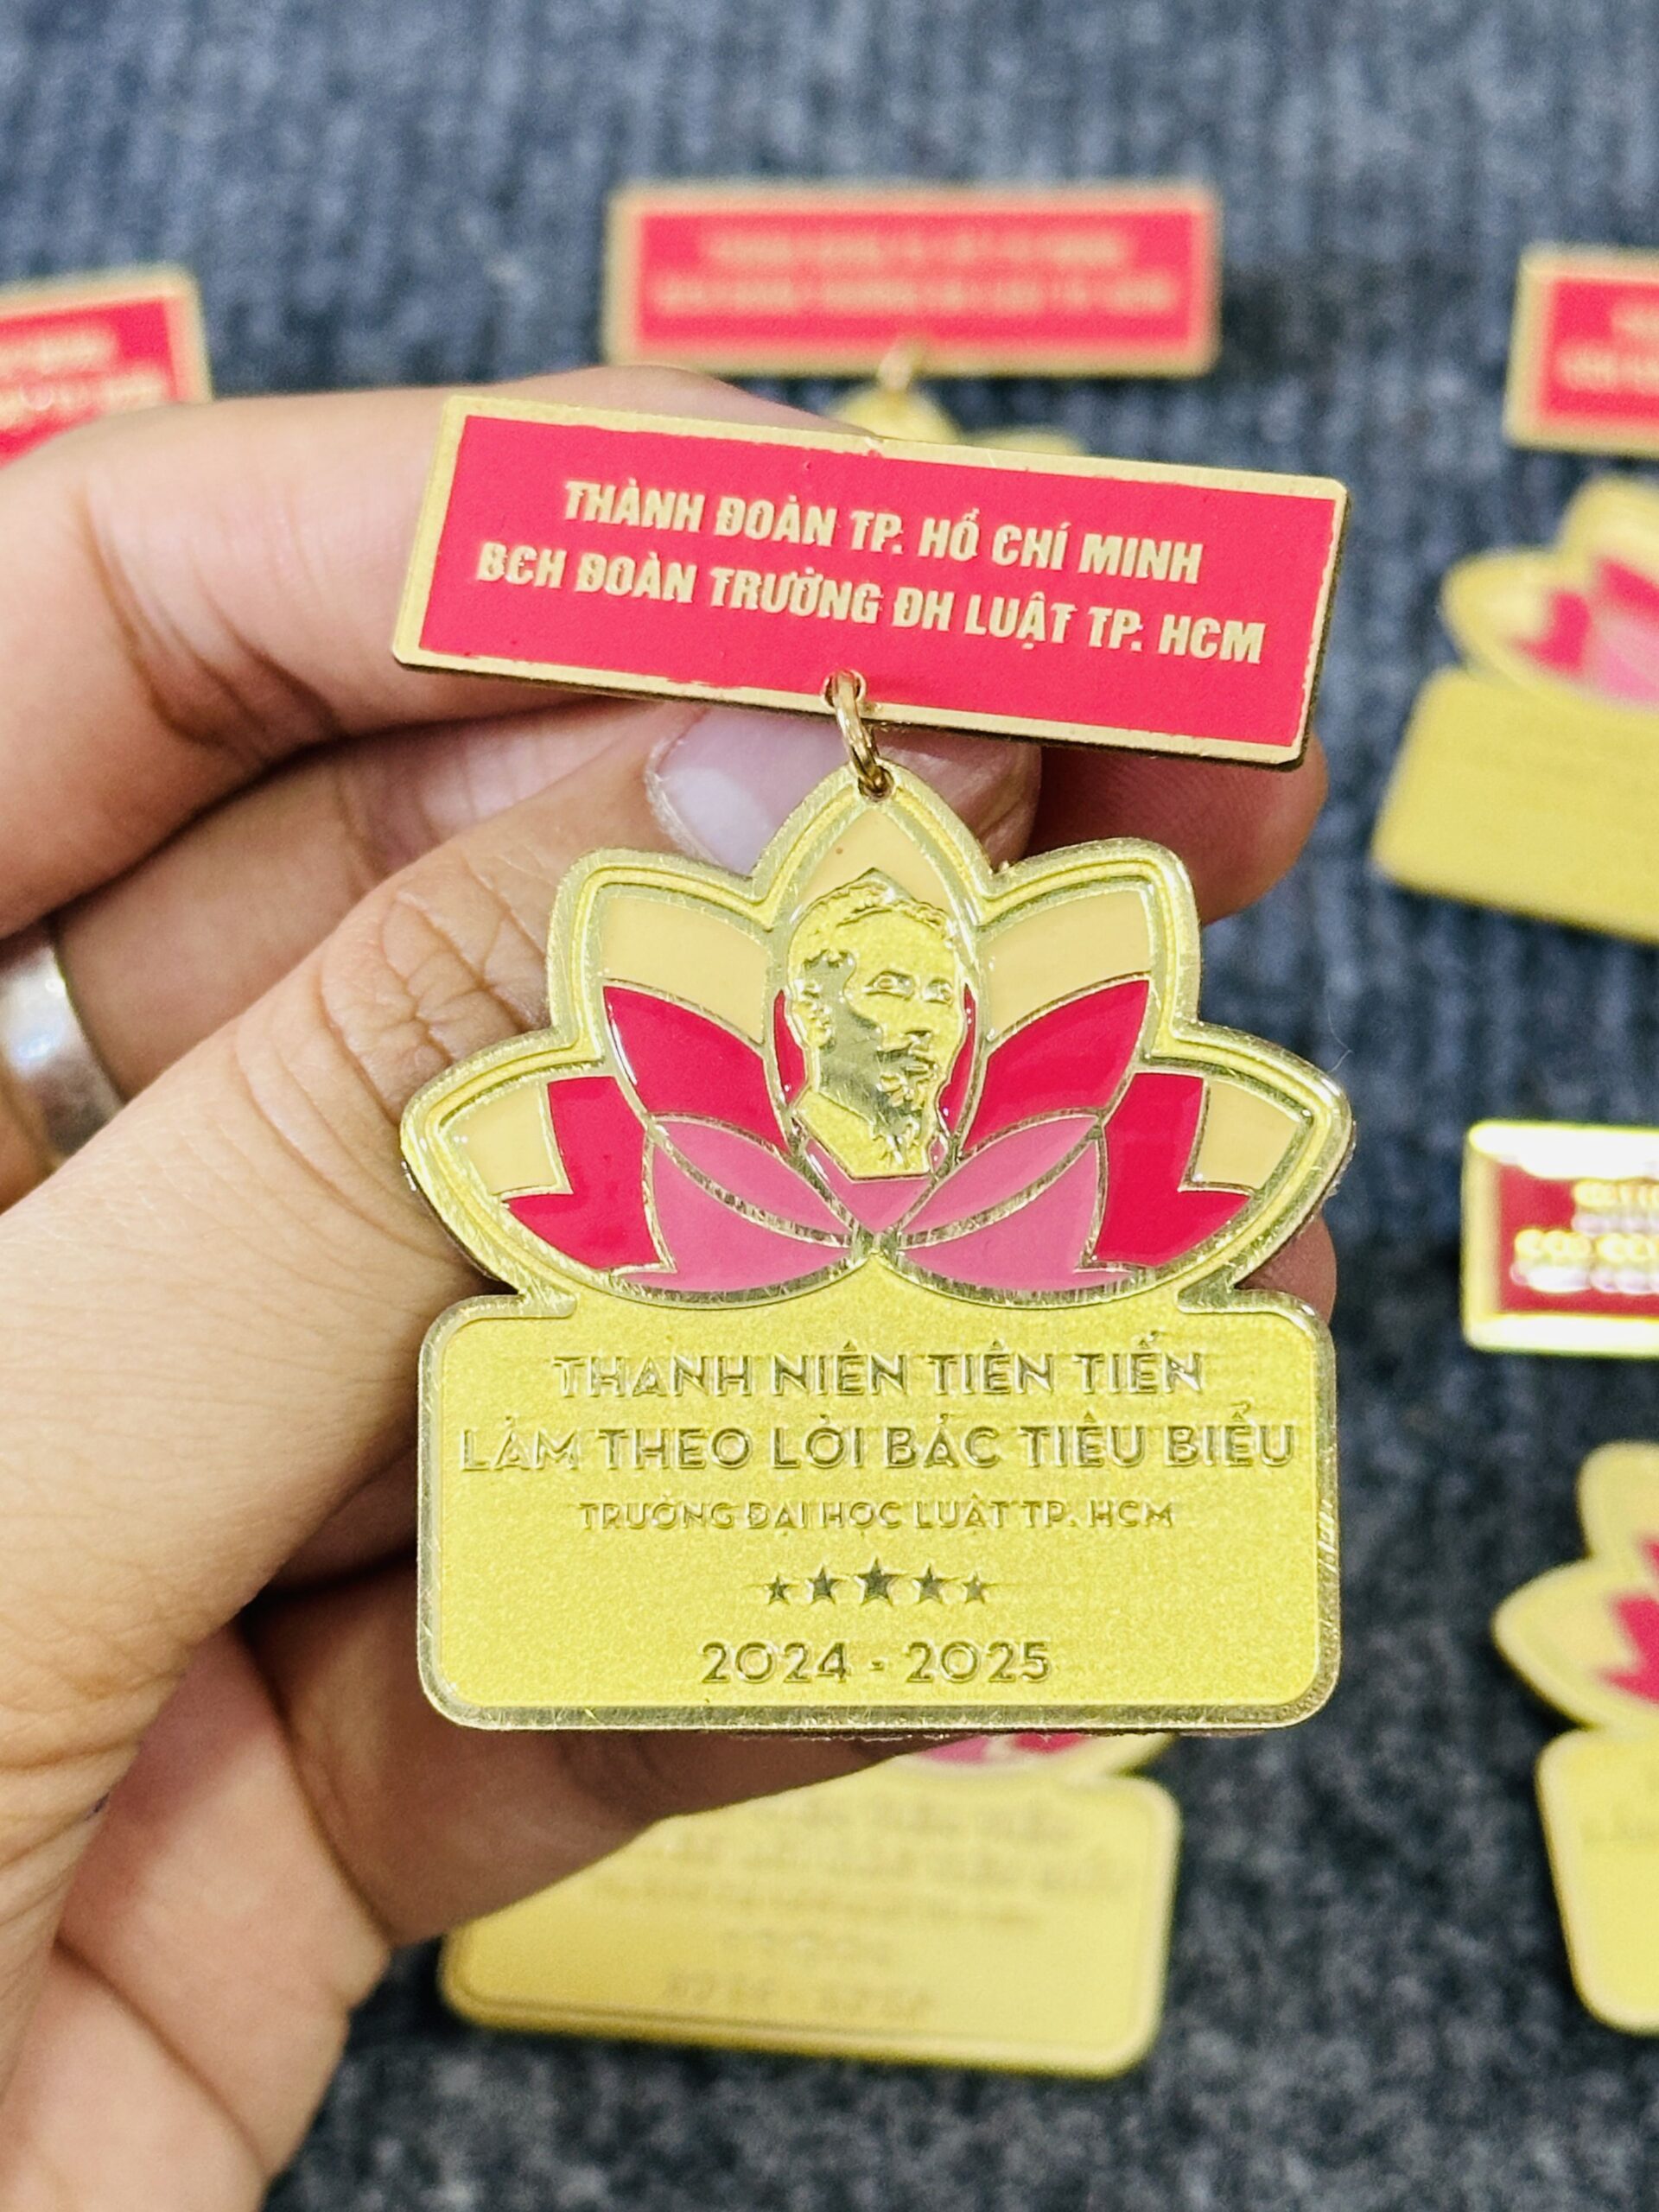 THÀNH ĐOÀN TP. HỒ CHÍ MINH
BCH ĐOÀN TRƯỜNG ĐH LUẬT TP. HCM
THANH NIÊN TIÊN TIẾN
LÀM THEO LỜI BÁC TIÊU BIỂU
TRƯỜNG ĐẠI HỌC LUẬT TP. HCM
2024 - 2025